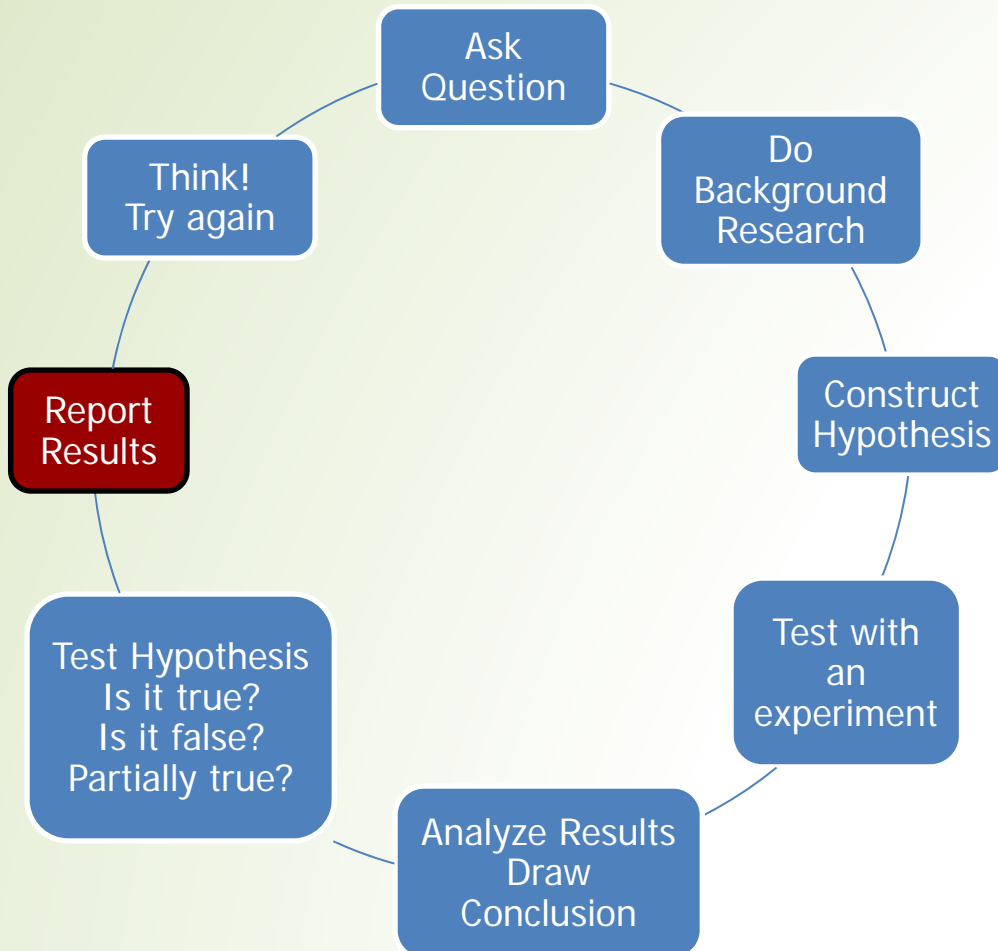 Ask
Question
Do
Background
Research
Construct
Hypothesis
Test with
an
experiment
Analyze Results
Draw
Conclusion
Test Hypothesis
Is it true?
Is it false?
Partially true?
Report
Results
Think!
Try again